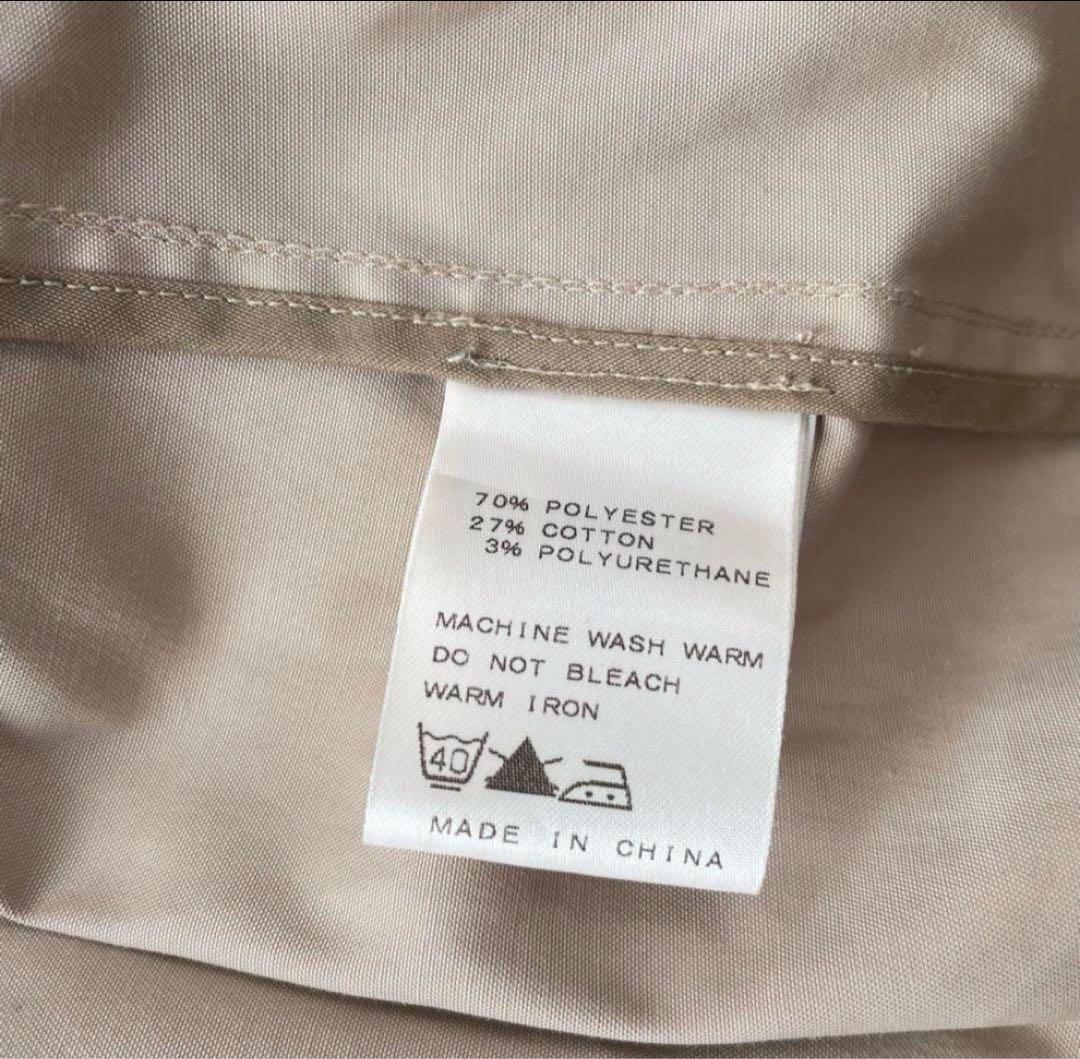 70% POLYESTER
27% COTTON
3% POLYURETHANE
MACHINE WASH WARM
DO NOT BLEACH
WARM IRON
40
MADE IN CHINA